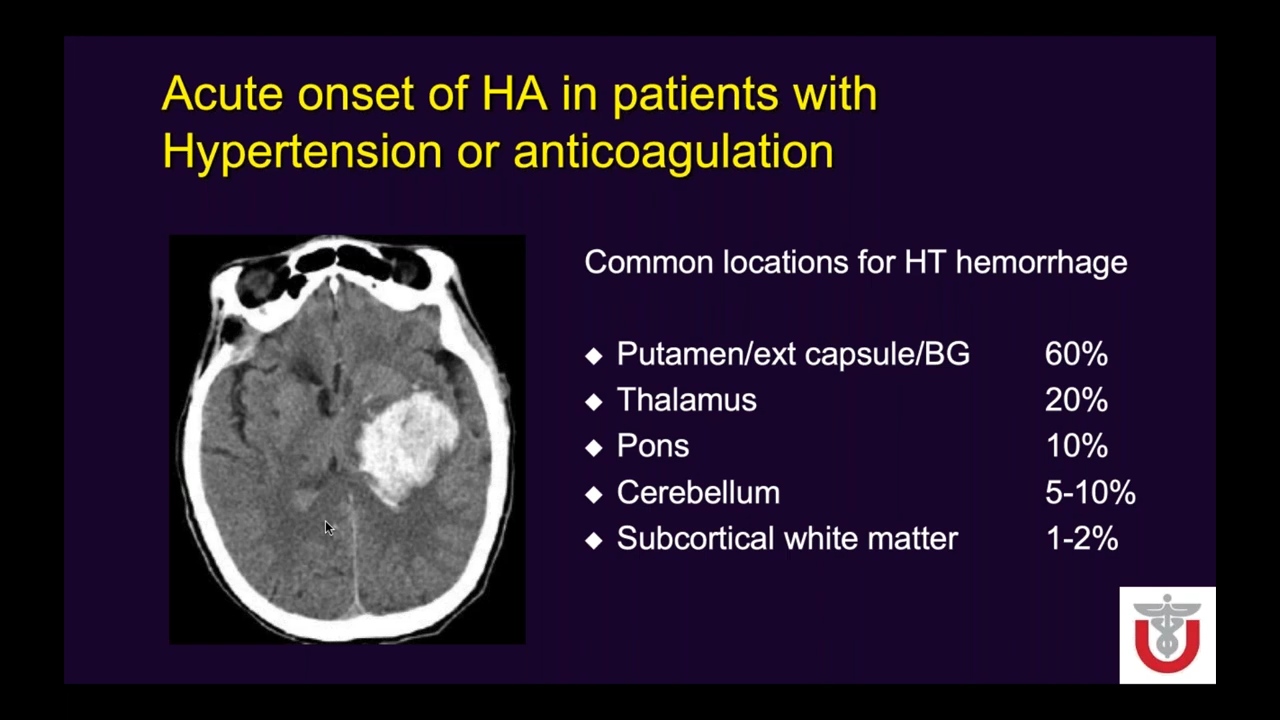 Acute onset of HA in patients with
Hypertension or anticoagulation
Common locations for HT hemorrhage
◆ Putamen/ext capsule/BG 60%
◆ Thalamus 20%
◆ Pons 10%
◆ Cerebellum 5-10%
◆ Subcortical white matter 1-2%